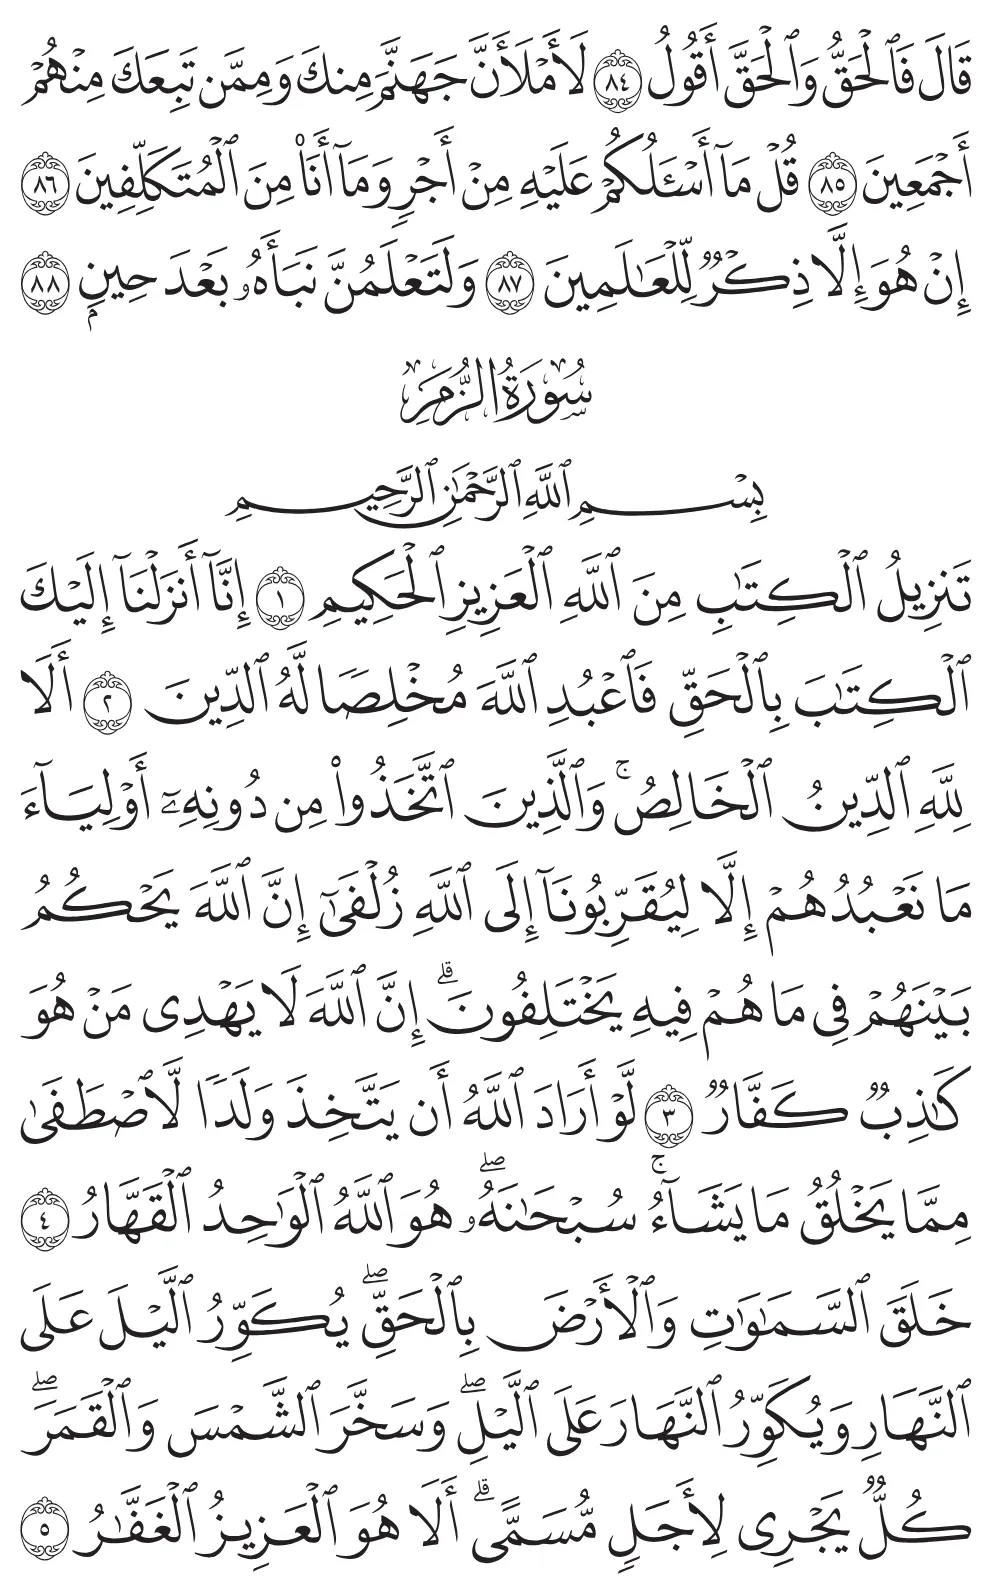 قَالَ فَٱلْحَقُّ وَٱلْحَقَّ أَقُولُ ٨٤ لَأَمْلَأَنَّ جَهَنَّمَ مِنكَ وَمِمَّن تَبِعَكَ مِنْهُمْ
أَجْمَعِينَ ٨٥ قُلْ مَآ أَسْـَٔلُكُمْ عَلَيْهِ مِنْ أَجْرٍ وَمَآ أَنَا۠ مِنَ ٱلْمُتَكَلِّفِينَ ٨٦
إِنْ هُوَ إِلَّا ذِكْرٌ لِّلْعَـٰلَمِينَ ٨٧ وَلَتَعْلَمُنَّ نَبَأَهُۥ بَعْدَ حِينٍۭ ٨٨
سُورَةُ الزُّمَرِ
بِسْمِ ٱللَّهِ ٱلرَّحْمَـٰنِ ٱلرَّحِيمِ
تَنزِيلُ ٱلْكِتَـٰبِ مِنَ ٱللَّهِ ٱلْعَزِيزِ ٱلْحَكِيمِ ١ إِنَّآ أَنزَلْنَآ إِلَيْكَ
ٱلْكِتَـٰبَ بِٱلْحَقِّ فَٱعْبُدِ ٱللَّهَ مُخْلِصًا لَّهُ ٱلدِّينَ ٢ أَلَا
لِلَّهِ ٱلدِّينُ ٱلْخَالِصُ ۚ وَٱلَّذِينَ ٱتَّخَذُوا۟ مِن دُونِهِۦٓ أَوْلِيَآءَ
مَا نَعْبُدُهُمْ إِلَّا لِيُقَرِّبُونَآ إِلَى ٱللَّهِ زُلْفَىٰٓ إِنَّ ٱللَّهَ يَحْكُمُ
بَيْنَهُمْ فِى مَا هُمْ فِيهِ يَخْتَلِفُونَ ۗ إِنَّ ٱللَّهَ لَا يَهْدِى مَنْ هُوَ
كَـٰذِبٌ كَفَّارٌ ٣ لَّوْ أَرَادَ ٱللَّهُ أَن يَتَّخِذَ وَلَدًا لَّٱصْطَفَىٰ
مِمَّا يَخْلُقُ مَا يَشَآءُ ۚ سُبْحَـٰنَهُۥ ۖ هُوَ ٱللَّهُ ٱلْوَٰحِدُ ٱلْقَهَّارُ ٤
خَلَقَ ٱلسَّمَـٰوَٰتِ وَٱلْأَرْضَ بِٱلْحَقِّ ۖ يُكَوِّرُ ٱلَّيْلَ عَلَى
ٱلنَّهَارِ وَيُكَوِّرُ ٱلنَّهَارَ عَلَى ٱلَّيْلِ ۖ وَسَخَّرَ ٱلشَّمْسَ وَٱلْقَمَرَ ۖ
كُلٌّ يَجْرِى لِأَجَلٍ مُّسَمًّى ۗ أَلَا هُوَ ٱلْعَزِيزُ ٱلْغَفَّـٰرُ ٥